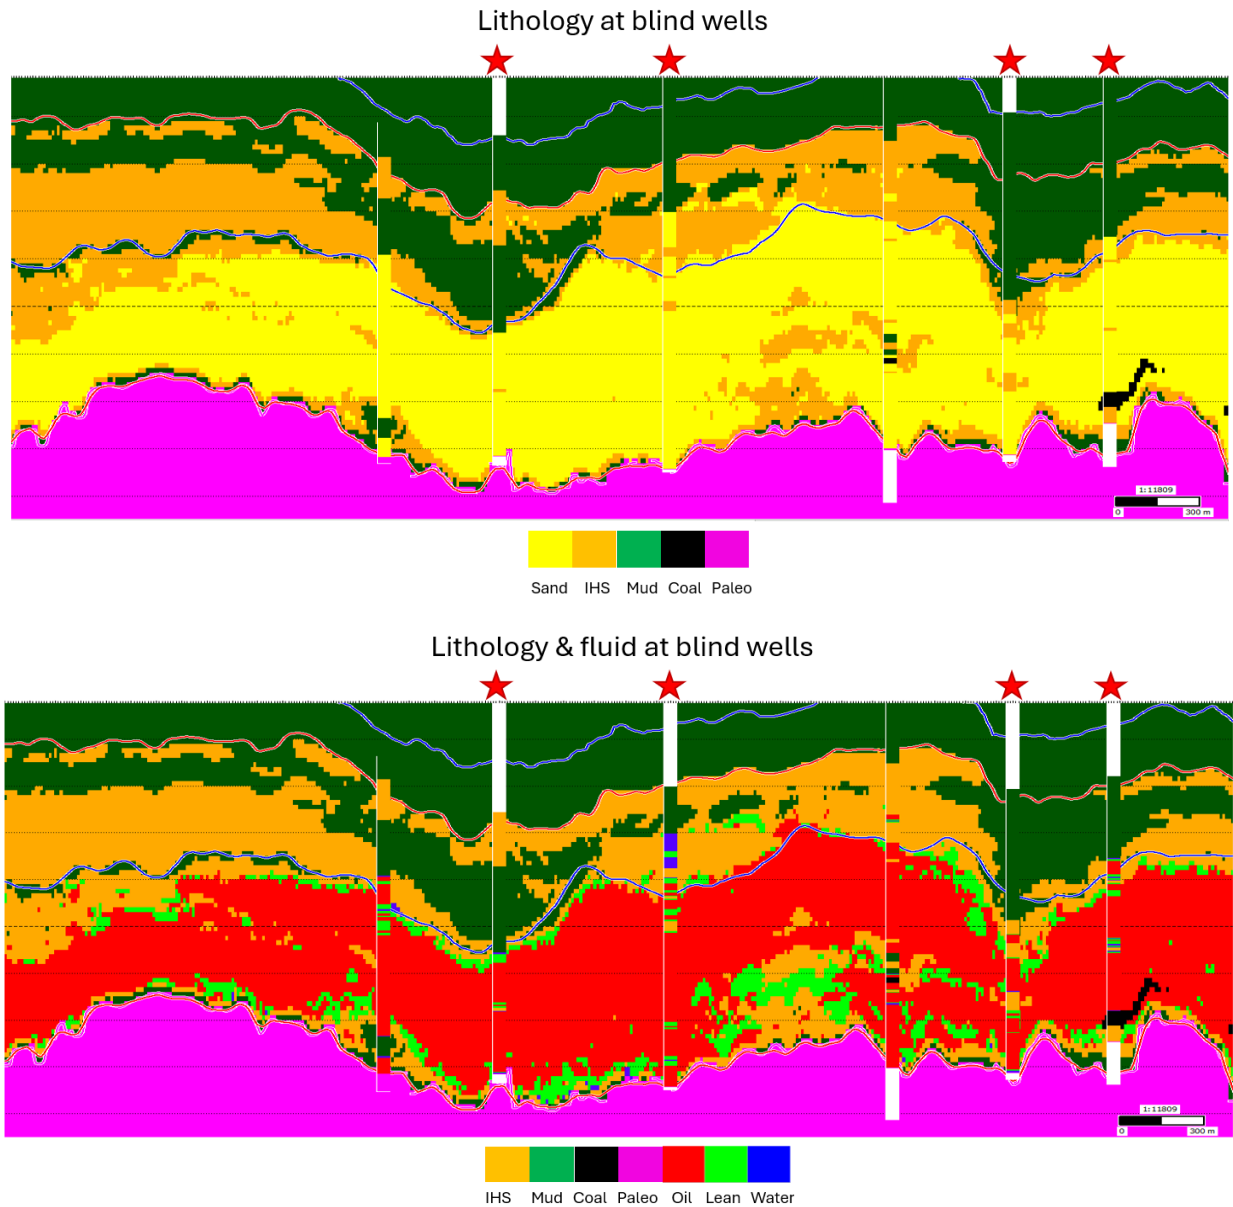 Lithology at blind wells
1:11809
0 300 m
Sand IHS Mud Coal Paleo
Lithology & fluid at blind wells
1:11809
0 300 m
IHS Mud Coal Paleo Oil Lean Water